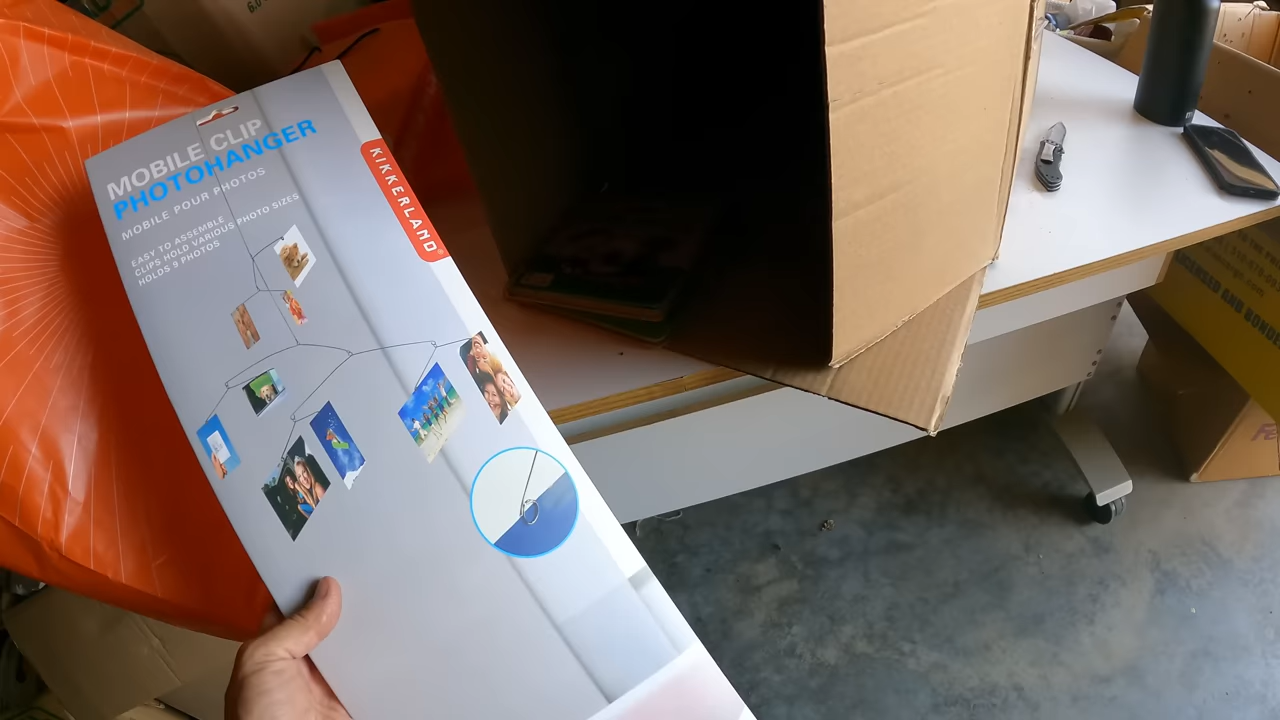 MOBILE CLIP
PHOTOHANGER
MOBILE POUR PHOTOS
EASY TO ASSEMBLE
CLIPS HOLD VARIOUS PHOTO SIZES
HOLDS 9 PHOTOS
KIKKERLAND®